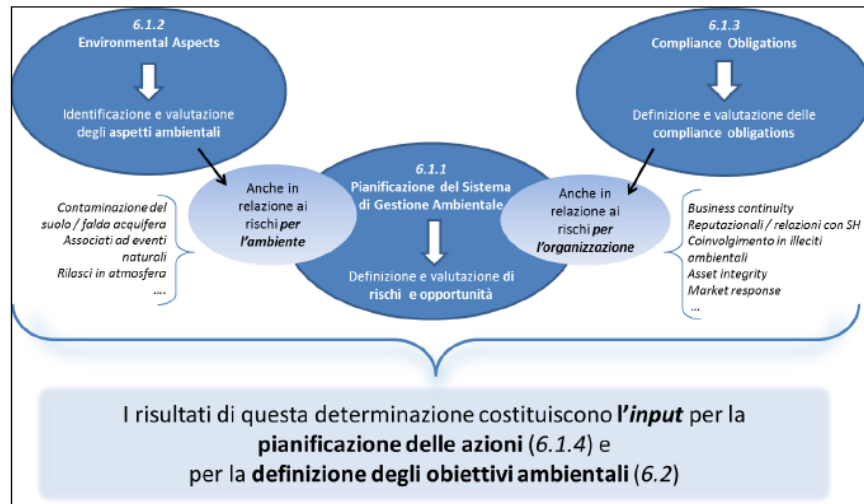 6.1.2
Environmental Aspects
Identificazione e valutazione
degli aspetti ambientali
6.1.3
Compliance Obligations
Definizione e valutazione delle
compliance obligations
6.1.1
Pianificazione del Sistema
di Gestione Ambientale
Definizione e valutazione di
rischi e opportunità
Anche in
relazione ai
rischi per
l'ambiente
Anche in
relazione ai
rischi per
l'organizzazione
Contaminazione del
suolo / falda acquifera
Associati ad eventi
naturali
Rilasci in atmosfera
....
Business continuity
Reputazionali / relazioni con SH
Coinvolgimento in illeciti
ambientali
Asset integrity
Market response
...
I risultati di questa determinazione costituiscono l'input per la
pianificazione delle azioni (6.1.4) e
per la definizione degli obiettivi ambientali (6.2)